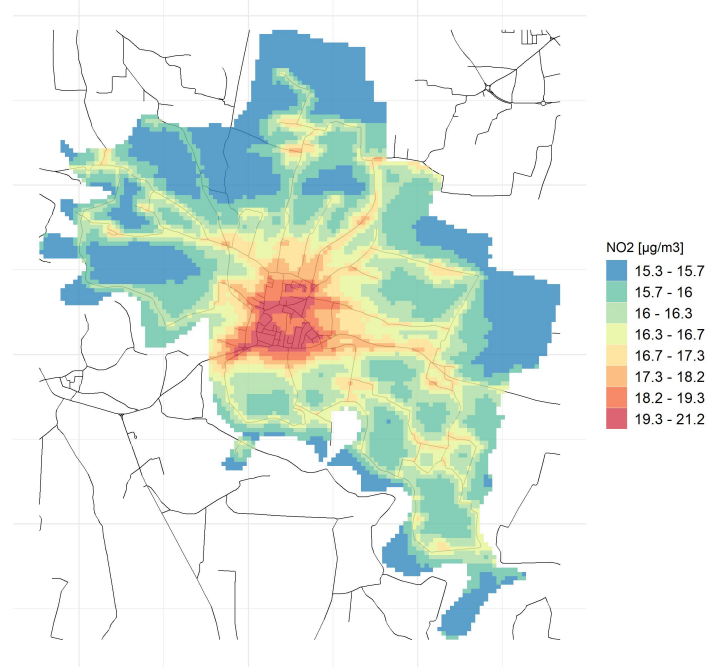 NO2 [µg/m3]
15.3 - 15.7
15.7 - 16
16 - 16.3
16.3 - 16.7
16.7 - 17.3
17.3 - 18.2
18.2 - 19.3
19.3 - 21.2